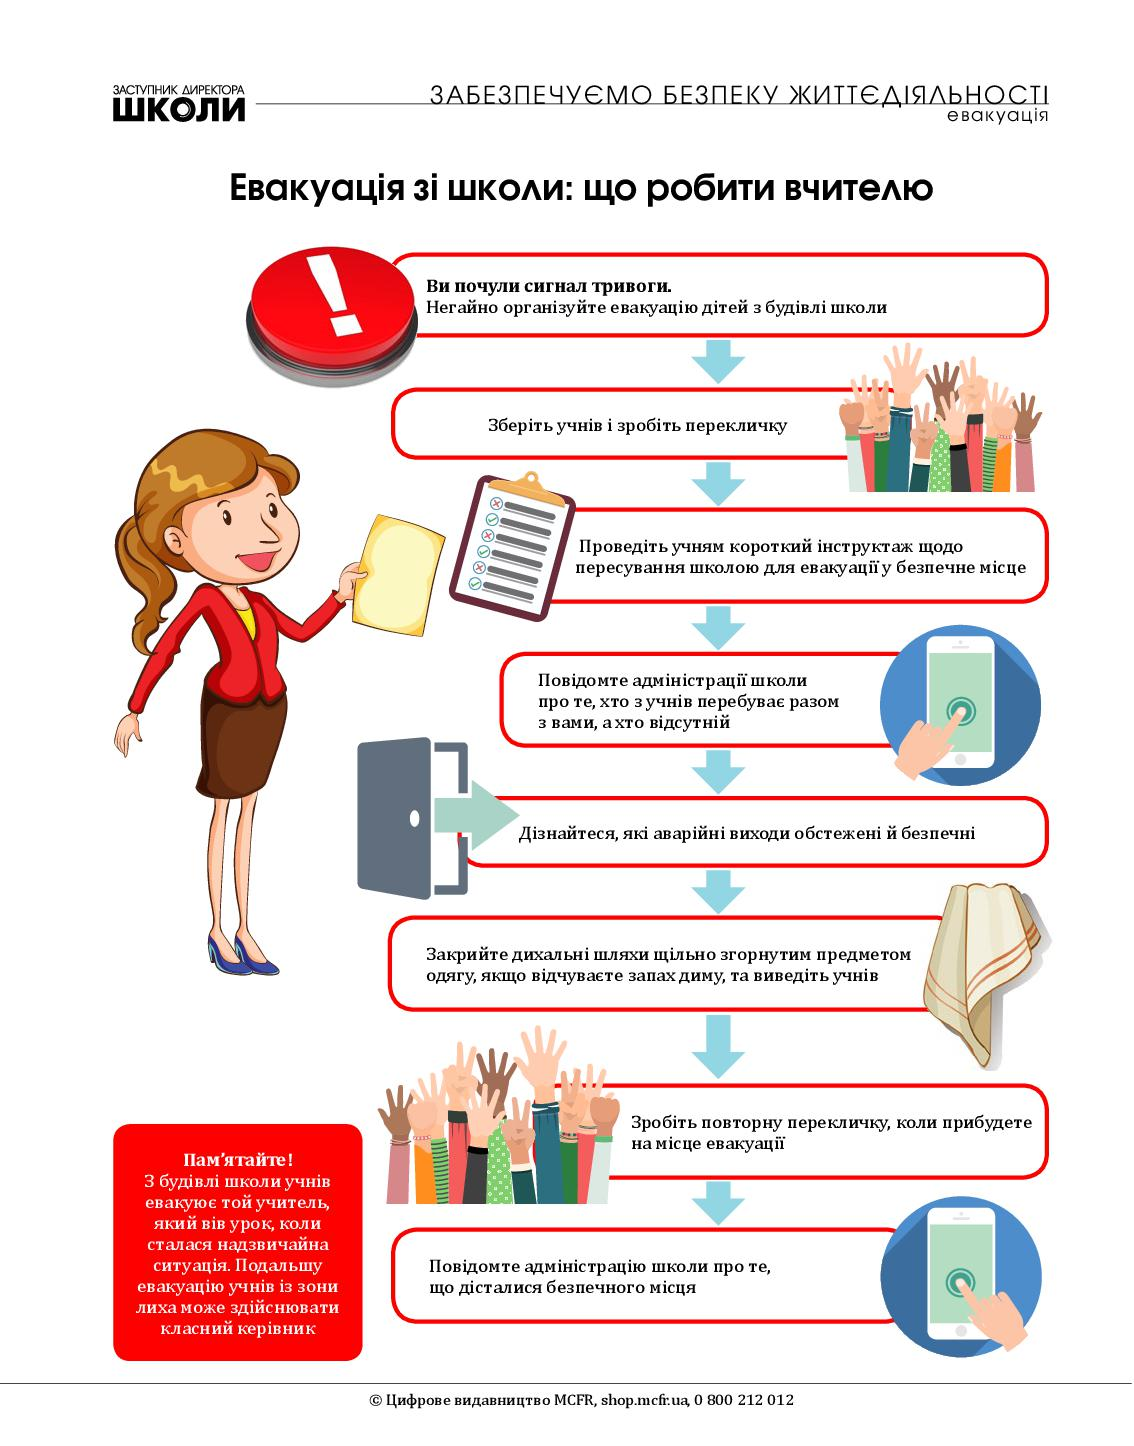 ЗАСТУПНИК ДИРЕКТОРА
ШКОЛИ
ЗАБЕЗПЕЧУЄМО БЕЗПЕКУ ЖИТТЄДІЯЛЬНОСТІ
евакуація
Евакуація зі школи: що робити вчителю
Ви почули сигнал тривоги.
Негайно організуйте евакуацію дітей з будівлі школи
Зберіть учнів і зробіть перекличку
Проведіть учням короткий інструктаж щодо
пересування школою для евакуації у безпечне місце
Повідомте адміністрації школи
про те, хто з учнів перебуває разом
з вами, а хто відсутній
Дізнайтеся, які аварійні виходи обстежені й безпечні
Закрийте дихальні шляхи щільно згорнутим предметом
одягу, якщо відчуваєте запах диму, та виведіть учнів
Зробіть повторну перекличку, коли прибудете
на місце евакуації
Повідомте адміністрацію школи про те,
що дісталися безпечного місця
Пам’ятайте!
З будівлі школи учнів
евакуює той учитель,
який вів урок, коли
сталася надзвичайна
ситуація. Подальшу
евакуацію учнів із зони
лиха може здійснювати
класний керівник
© Цифрове видавництво MCFR, shop.mcfr.ua, 0 800 212 012